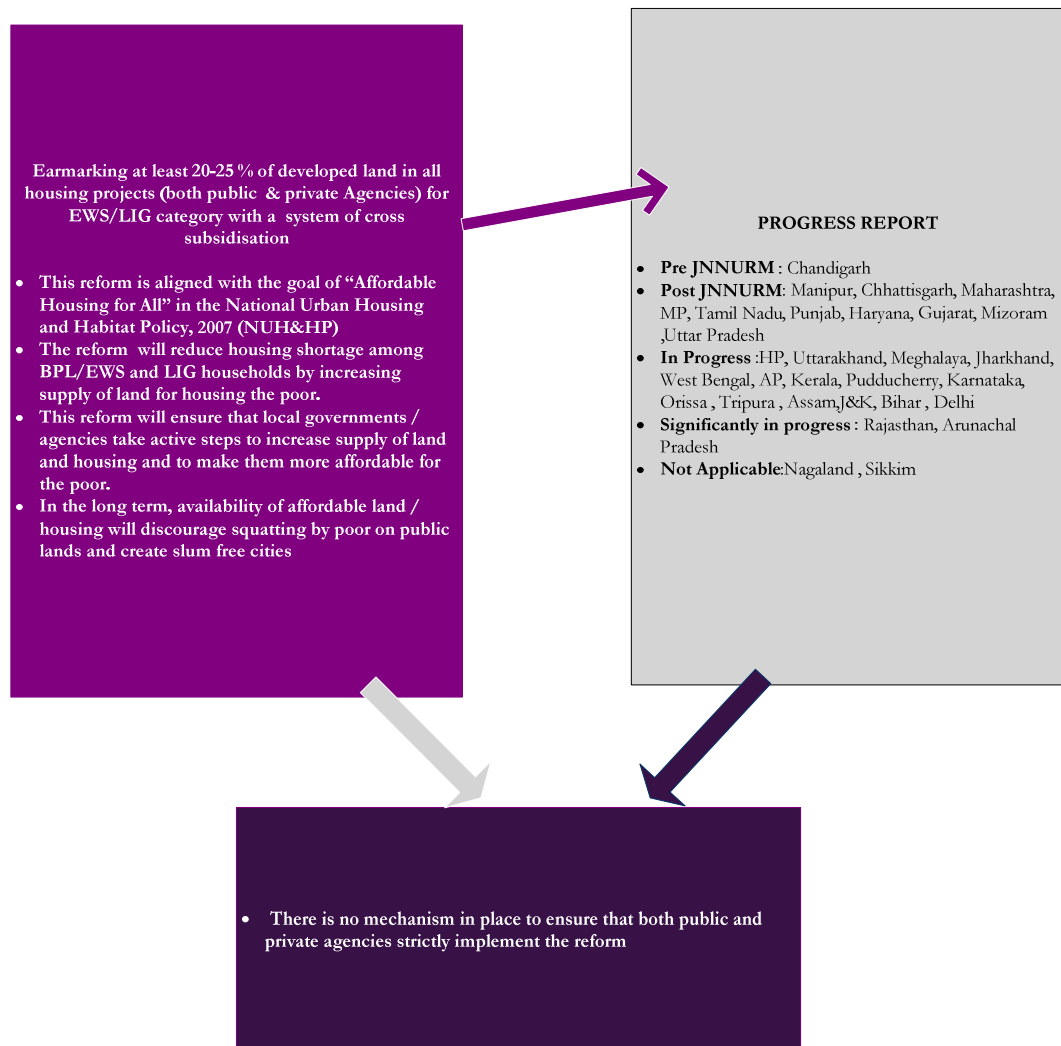 Earmarking at least 20-25 % of developed land in all
housing projects (both public & private Agencies) for
EWS/LIG category with a system of cross
subsidisation
• This reform is aligned with the goal of “Affordable
Housing for All” in the National Urban Housing
and Habitat Policy, 2007 (NUH&HP)
• The reform will reduce housing shortage among
BPL/EWS and LIG households by increasing
supply of land for housing the poor.
• This reform will ensure that local governments /
agencies take active steps to increase supply of land
and housing and to make them more affordable for
the poor.
• In the long term, availability of affordable land /
housing will discourage squatting by poor on public
lands and create slum free cities
PROGRESS REPORT
• Pre JNNURM : Chandigarh
• Post JNNURM: Manipur, Chhattisgarh, Maharashtra,
MP, Tamil Nadu, Punjab, Haryana, Gujarat, Mizoram
,Uttar Pradesh
• In Progress :HP, Uttarakhand, Meghalaya, Jharkhand,
West Bengal, AP, Kerala, Pudducherry, Karnataka,
Orissa , Tripura , Assam,J&K, Bihar , Delhi
• Significantly in progress : Rajasthan, Arunachal
Pradesh
• Not Applicable:Nagaland , Sikkim
• There is no mechanism in place to ensure that both public and
private agencies strictly implement the reform